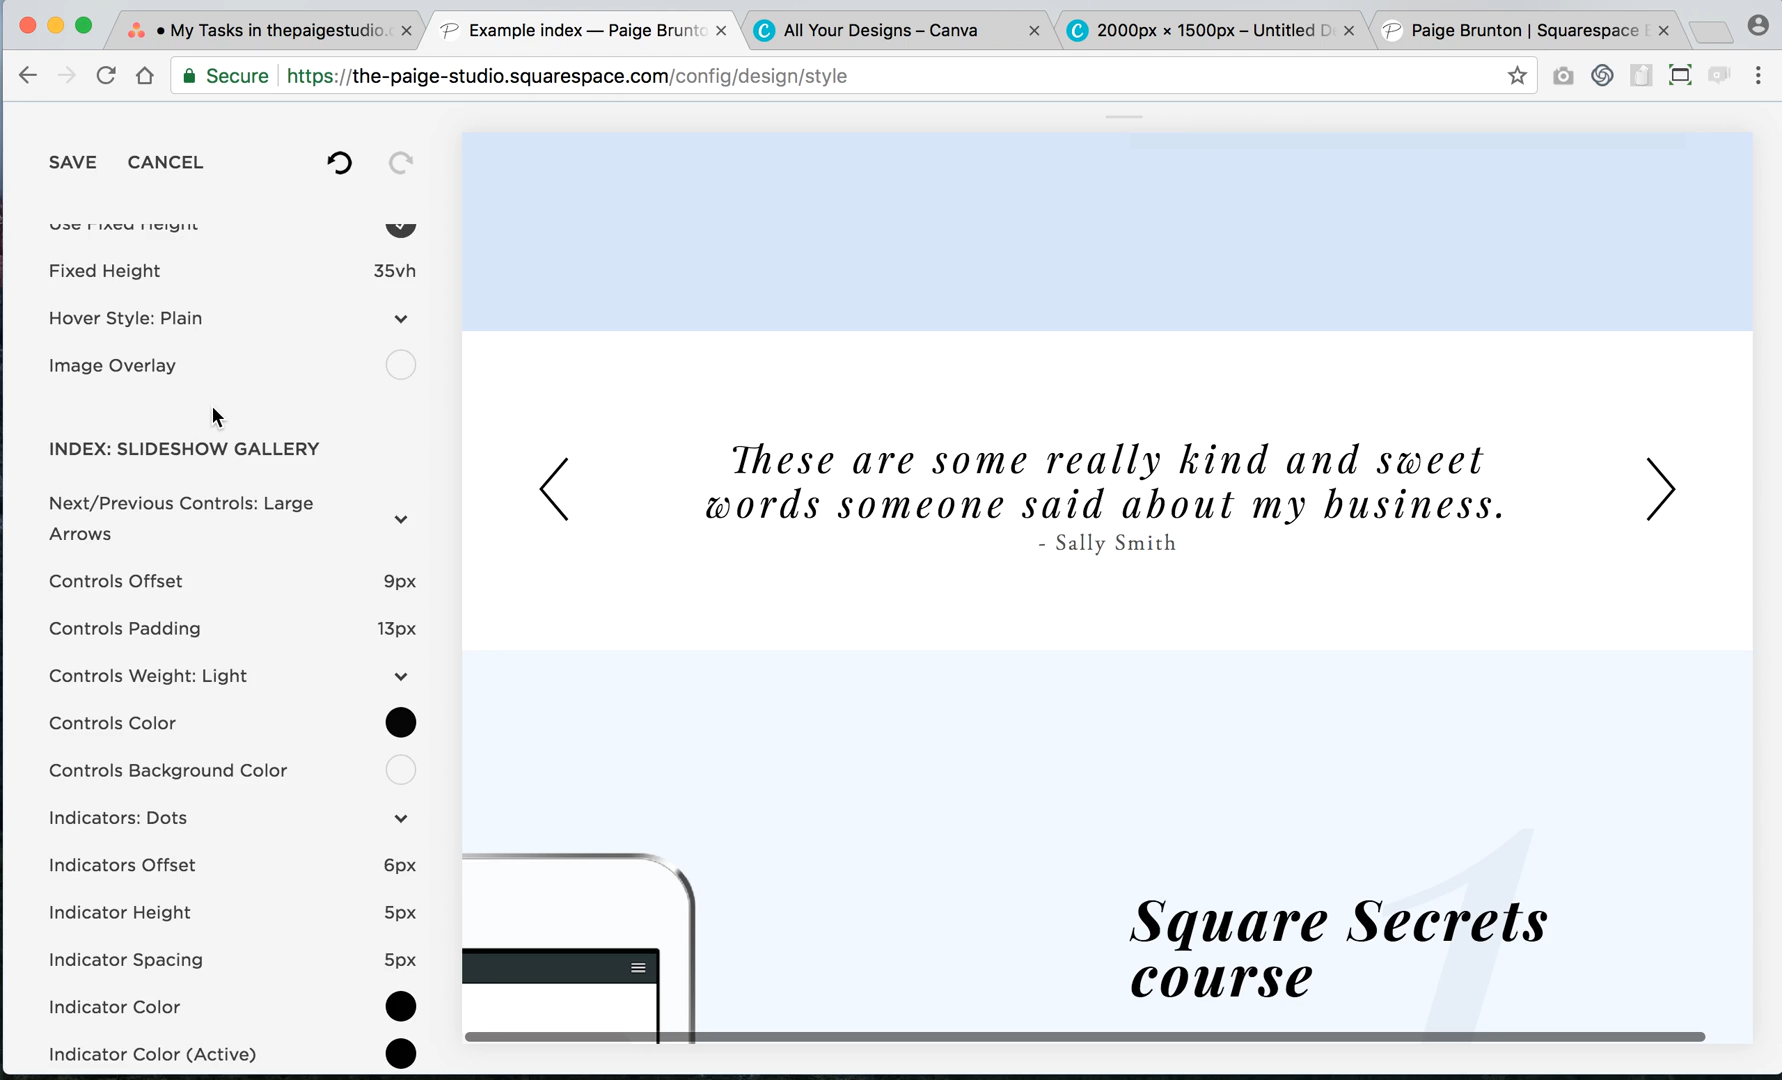 • My Tasks in thepaigestudio.
Example index — Paige Brunto
All Your Designs – Canva
2000px × 1500px – Untitled D
Paige Brunton | Squarespace E
Secure
https://the-paige-studio.squarespace.com/config/design/style
SAVE
CANCEL
Use Fixed Height
Fixed Height
35vh
Hover Style: Plain
Image Overlay
INDEX: SLIDESHOW GALLERY
Next/Previous Controls: Large
Arrows
Controls Offset
9px
Controls Padding
13px
Controls Weight: Light
Controls Color
Controls Background Color
Indicators: Dots
Indicators Offset
6px
Indicator Height
5px
Indicator Spacing
5px
Indicator Color
Indicator Color (Active)
These are some really kind and sweet
words someone said about my business.
- Sally Smith
1
Square Secrets
course